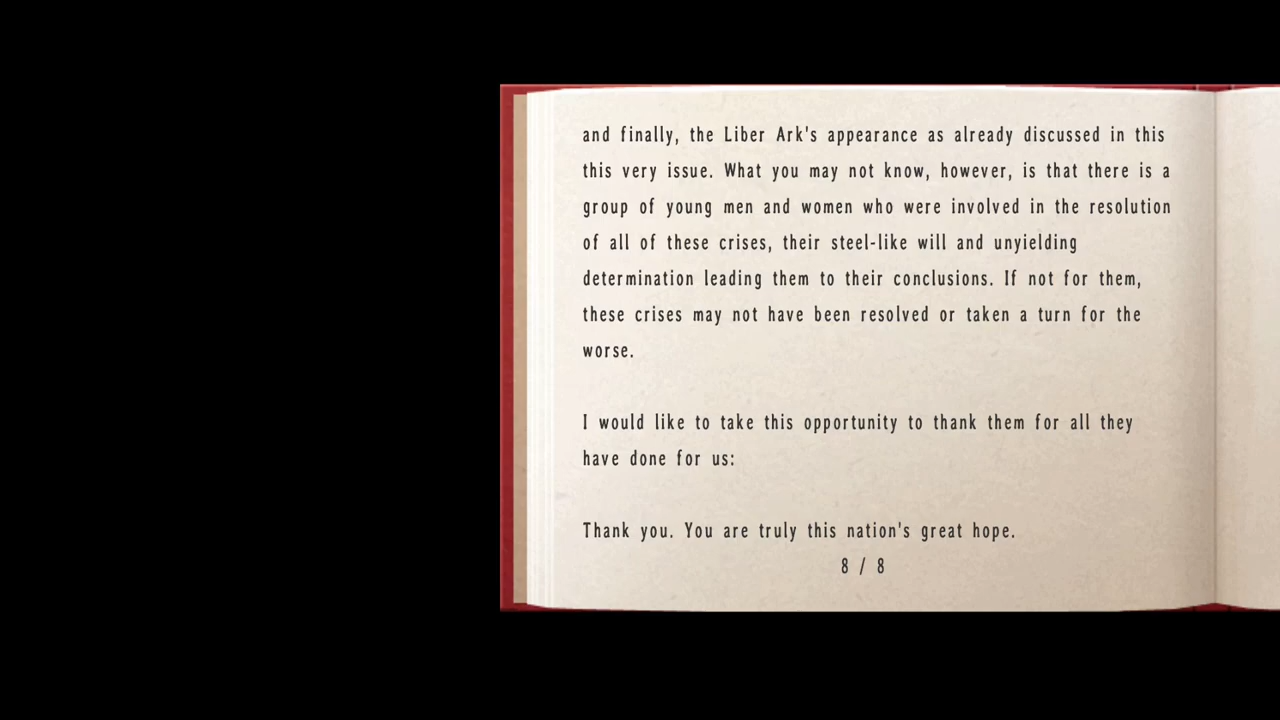 and finally, the Liber Ark's appearance as already discussed in this
this very issue. What you may not know, however, is that there is a
group of young men and women who were involved in the resolution
of all of these crises, their steel-like will and unyielding
determination leading them to their conclusions. If not for them,
these crises may not have been resolved or taken a turn for the
worse.
I would like to take this opportunity to thank them for all they
have done for us:
Thank you. You are truly this nation's great hope.
8 / 8